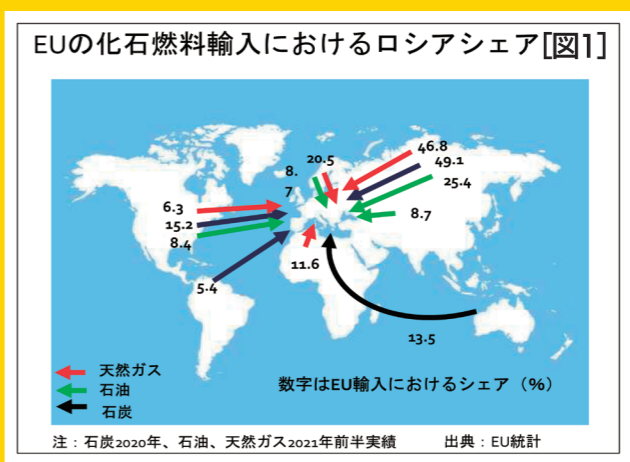 EUの化石燃料輸入におけるロシアシェア[図1]
46.8
20.5
49.1
8.
7
25.4
6.3
8.7
15.2
8.4
11.6
5.4
13.5
天然ガス
石油
石炭
数字はEU輸入におけるシェア（%）
注：石炭2020年、石油、天然ガス2021年前半実績　出典：EU統計